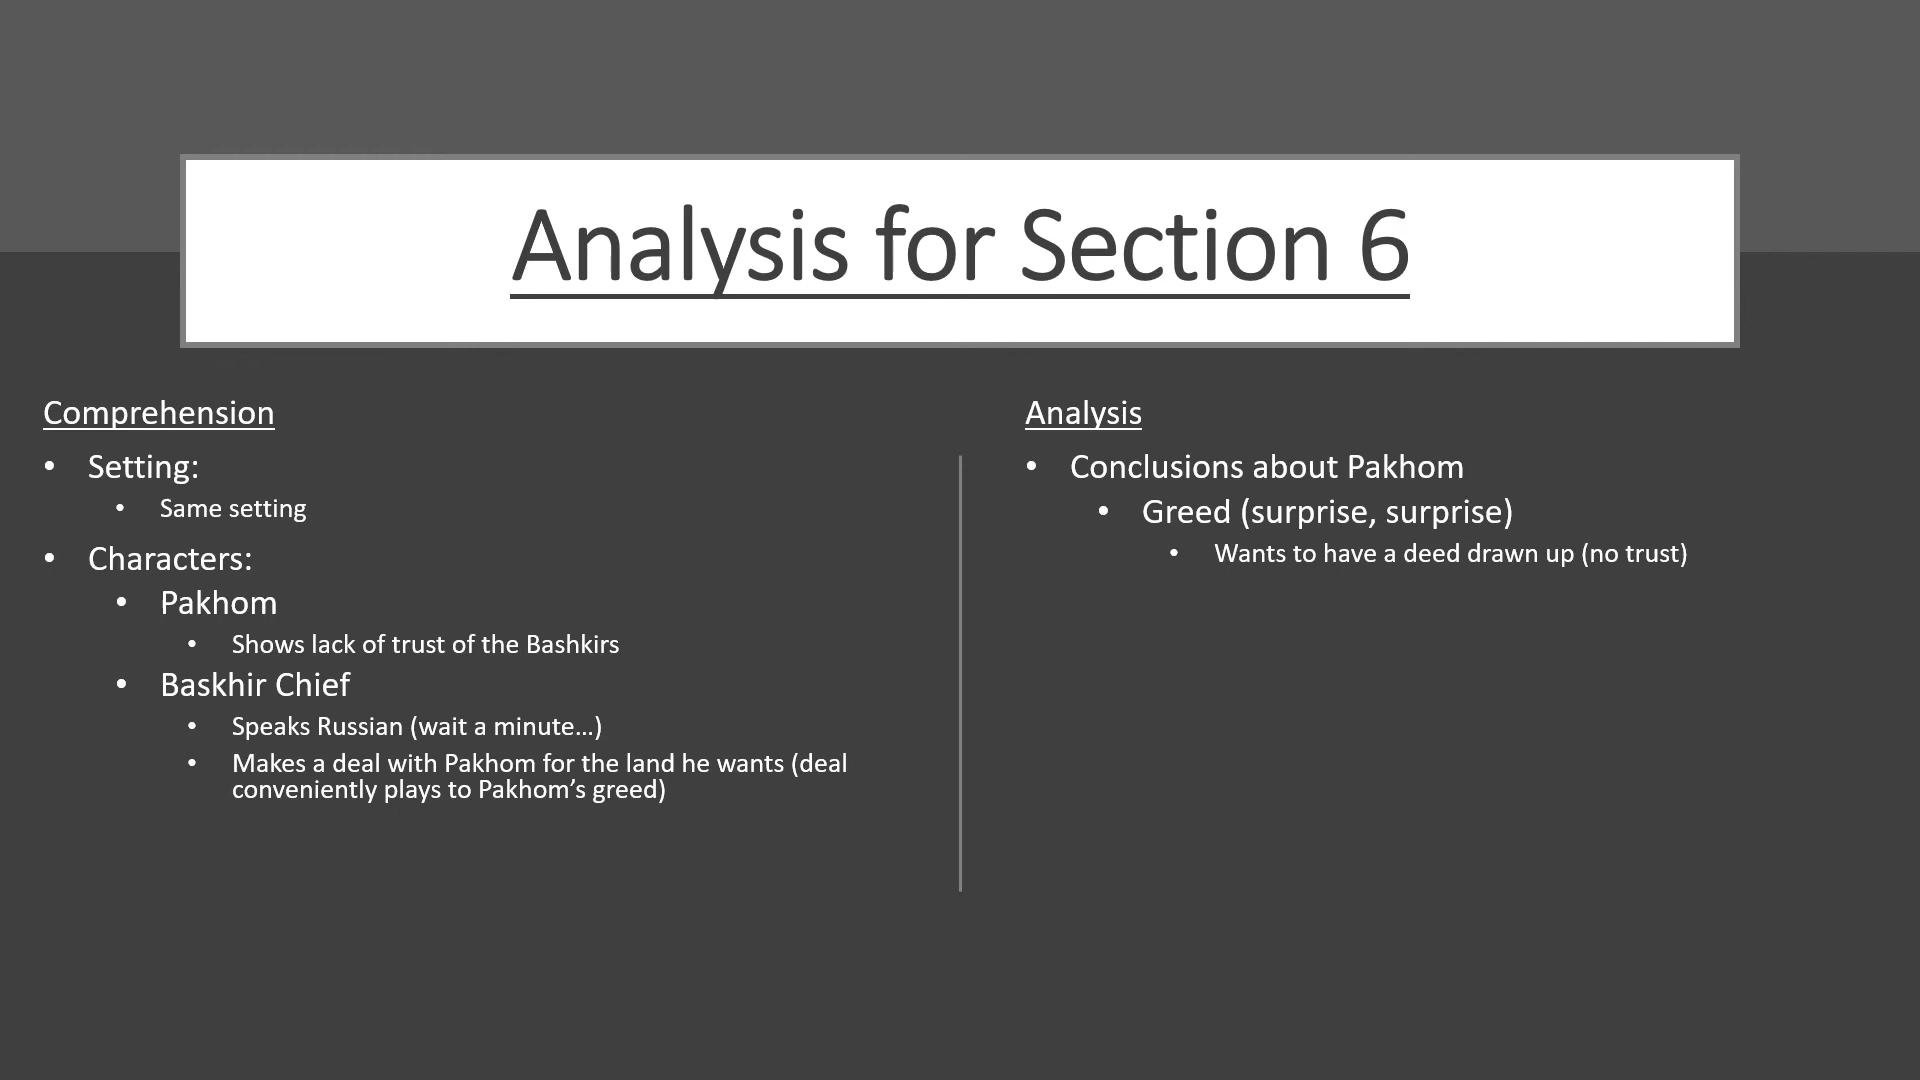 Analysis for Section 6
Comprehension
• Setting:
• Same setting
• Characters:
• Pakhom
• Shows lack of trust of the Bashkirs
• Baskhir Chief
• Speaks Russian (wait a minute…)
• Makes a deal with Pakhom for the land he wants (deal
conveniently plays to Pakhom’s greed)
Analysis
• Conclusions about Pakhom
• Greed (surprise, surprise)
• Wants to have a deed drawn up (no trust)